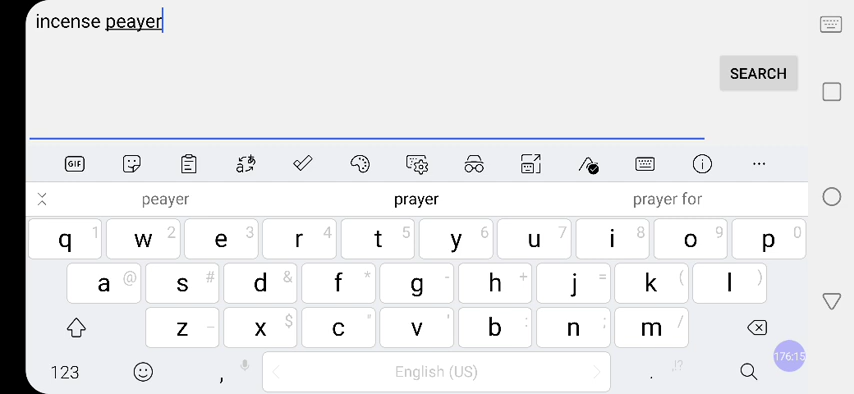 incense peayer
SEARCH
GIF
peayer prayer prayer for
q 1 w 2 e 3 r 4 t 5 y 6 u 7 i 8 o 9 p 0
a @ s # d & f * g - h + j = k ( l )
z _ x $ c " v ' b : n ; m /
123 , English (US) . ,!?
176:15